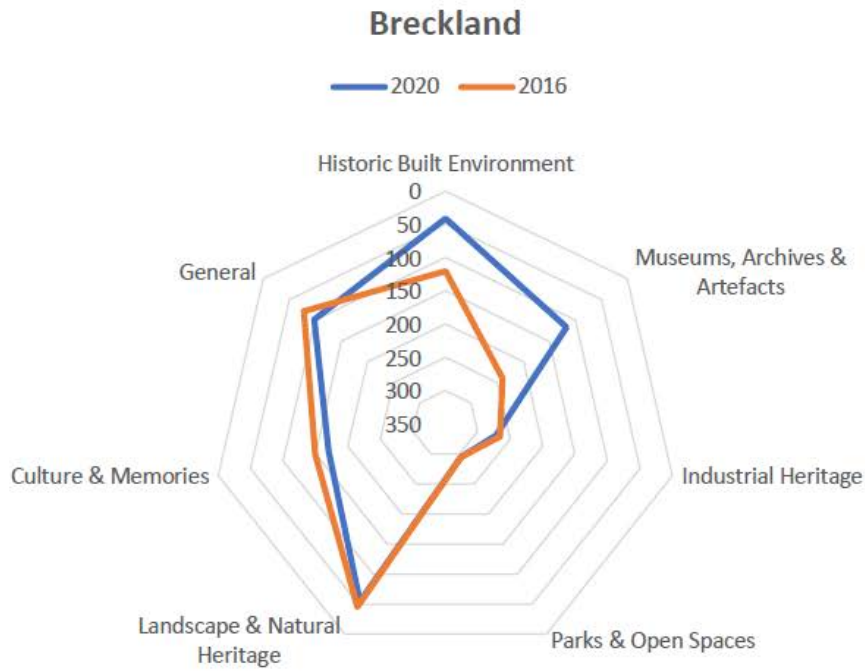 Breckland
2020 2016
Historic Built Environment
0
50
100
150
200
250
300
350
General
Museums, Archives &
Artefacts
Culture & Memories
Industrial Heritage
Landscape & Natural
Heritage
Parks & Open Spaces